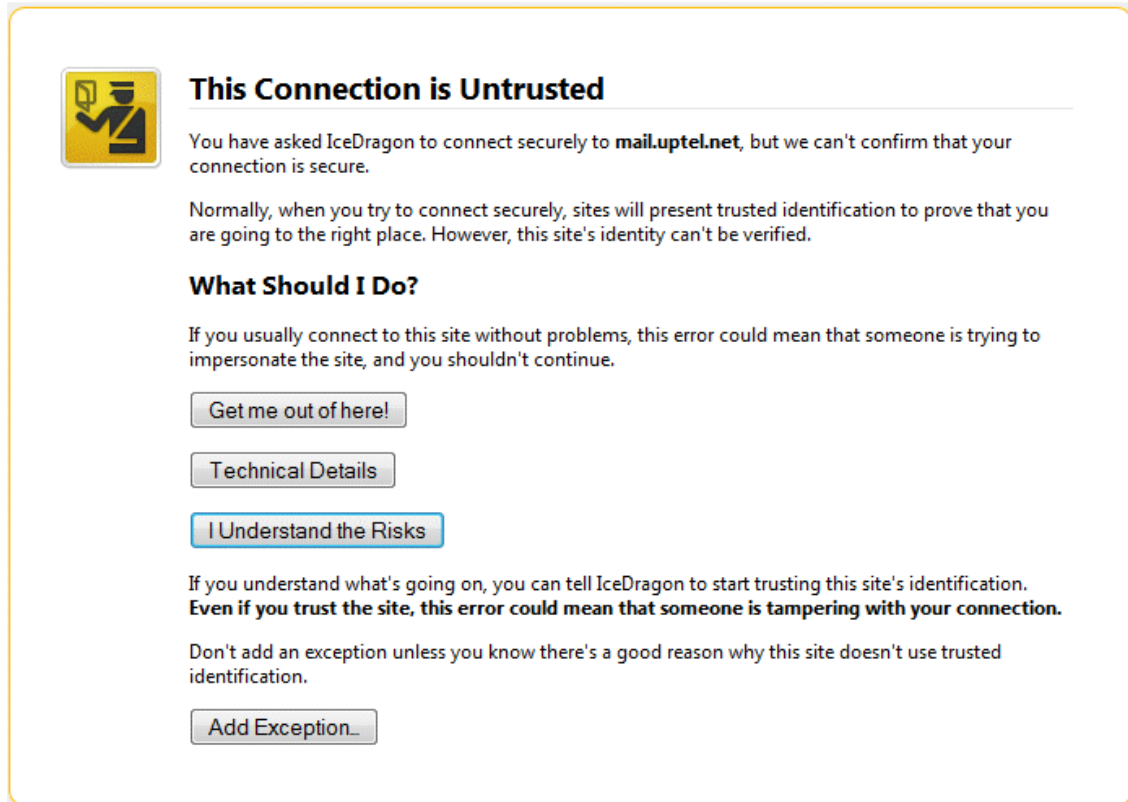 This Connection is Untrusted
You have asked IceDragon to connect securely to mail.uptel.net, but we can't confirm that your
connection is secure.
Normally, when you try to connect securely, sites will present trusted identification to prove that you
are going to the right place. However, this site's identity can't be verified.
What Should I Do?
If you usually connect to this site without problems, this error could mean that someone is trying to
impersonate the site, and you shouldn't continue.
Get me out of here!
Technical Details
I Understand the Risks
If you understand what's going on, you can tell IceDragon to start trusting this site's identification.
Even if you trust the site, this error could mean that someone is tampering with your connection.
Don't add an exception unless you know there's a good reason why this site doesn't use trusted
identification.
Add Exception...